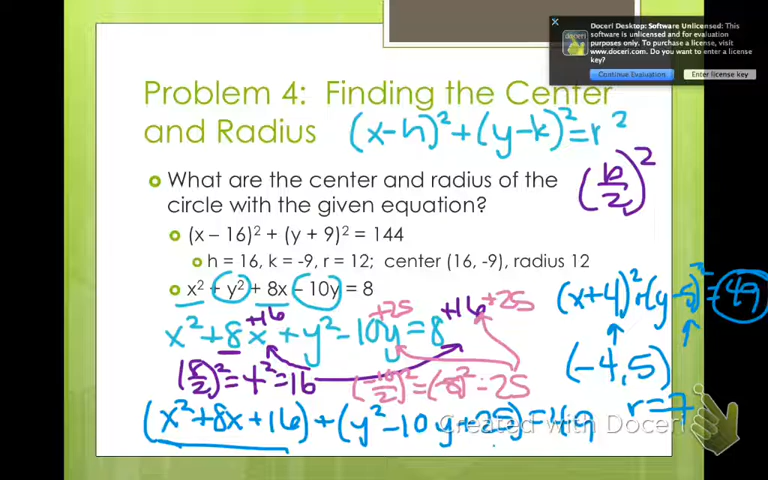 Doceri Desktop: Software Unlicensed: This
software is unlicensed and for evaluation
purposes only. To purchase a license, visit
www.doceri.com. Do you want to enter a license
key?
Continue Evaluation
Enter license key
doceri
Problem 4: Finding the Center
and Radius
(x-h)²+(y-k)²=r²
(b/2)²
What are the center and radius of the
circle with the given equation?
(x – 16)² + (y + 9)² = 144
h = 16, k = -9, r = 12; center (16, -9), radius 12
x² + y² + 8x – 10y = 8
(x+4)²+(y-5)²=49
+16 +25 +16 +25
x²+8x+y²-10y=8
(8/2)²=4²=16
(-10/2)²=(-5)²=25
(-4,5)
r=7
(x²+8x+16)+(y²-10y+25)=49
Created with Doceri